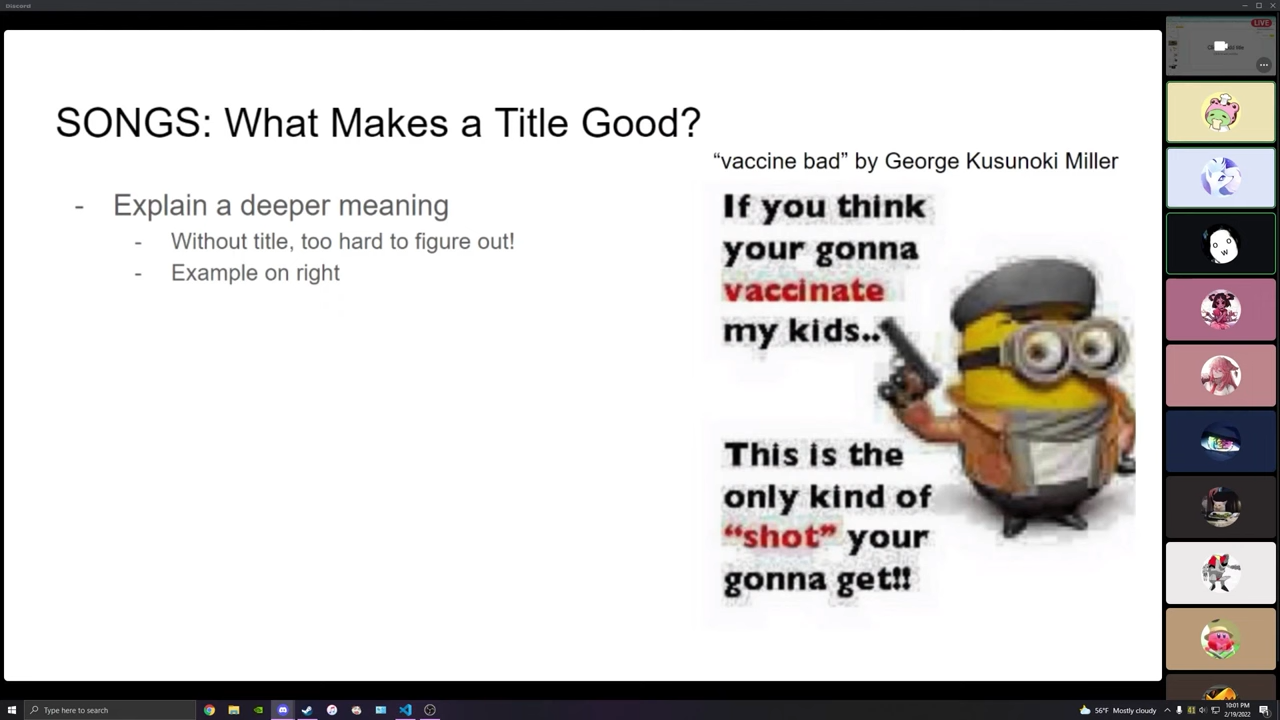 Discord
LIVE
SONGS: What Makes a Title Good?
“vaccine bad” by George Kusunoki Miller
- Explain a deeper meaning
- Without title, too hard to figure out!
- Example on right
If you think
your gonna
vaccinate
my kids..
This is the
only kind of
“shot” your
gonna get!!
Type here to search
56°F Mostly cloudy
10:01 PM
2/19/2022